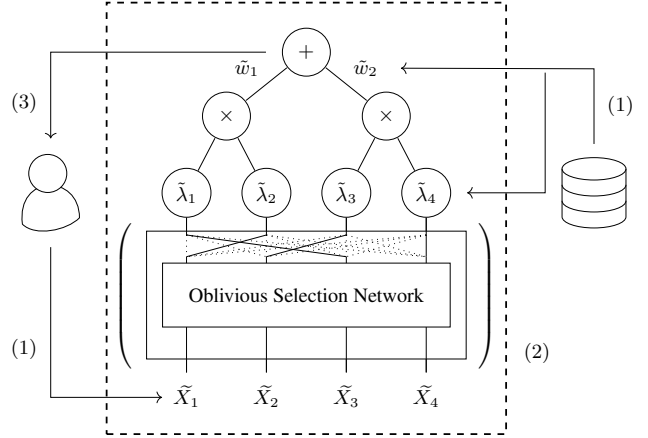 +
w̃₁ w̃₂
(3) (1)
× ×
λ̃₁ λ̃₂ λ̃₃ λ̃₄
Oblivious Selection Network
(1) (2)
X̃₁ X̃₂ X̃₃ X̃₄